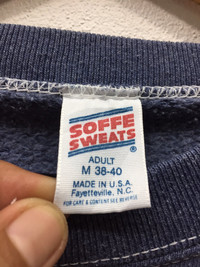 SOFFE
SWEATS
ADULT
M 38-40
MADE IN U.S.A.
Fayetteville, N.C.
FOR CARE & CONTENT SEE REVERSE